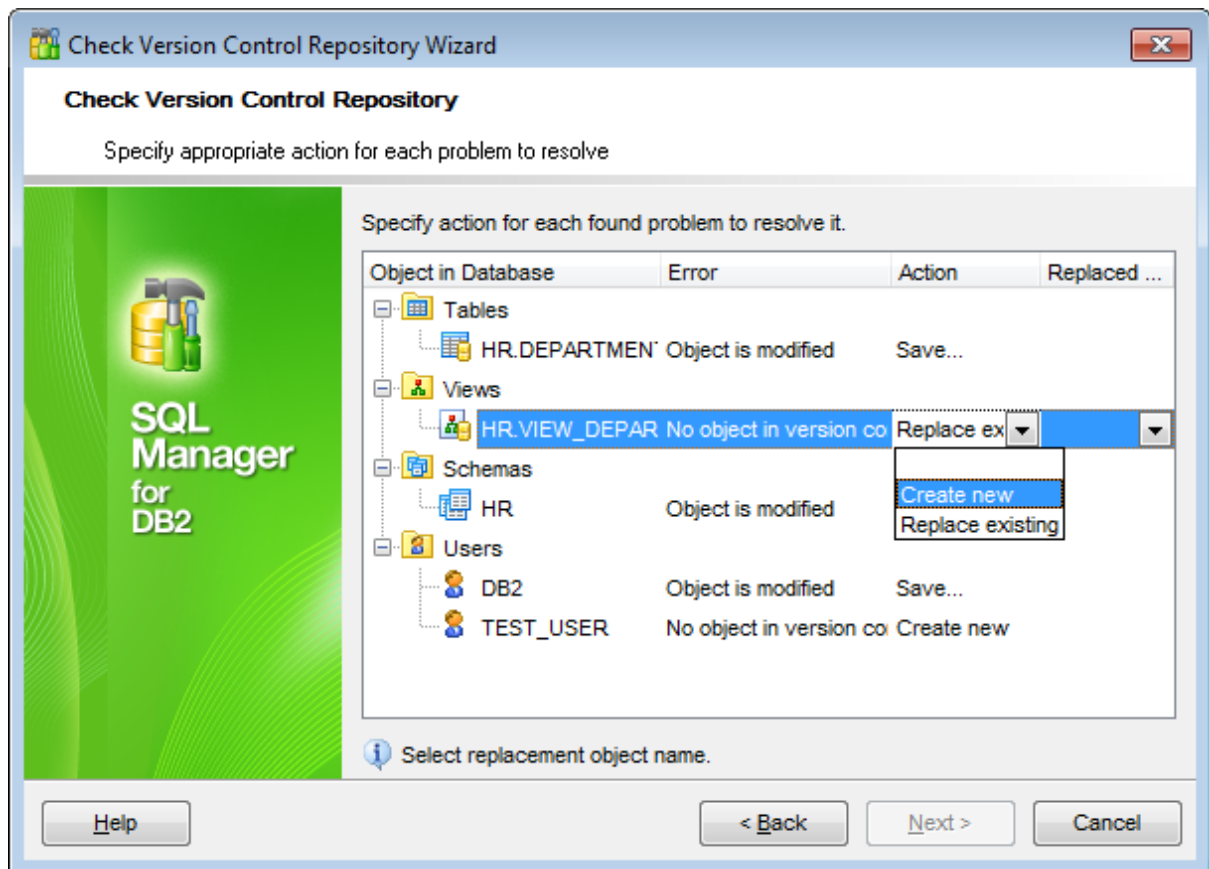 Check Version Control Repository Wizard
Check Version Control Repository
Specify appropriate action for each problem to resolve
Specify action for each found problem to resolve it.
Object in Database Error Action Replaced ...
Tables
HR.DEPARTMEN Object is modified Save...
Views
HR.VIEW_DEPAR No object in version co Replace ex
Schemas
Create new
HR Object is modified
Replace existing
Users
DB2 Object is modified Save...
TEST_USER No object in version co Create new
SQL
Manager
for
DB2
Select replacement object name.
Help < Back Next > Cancel